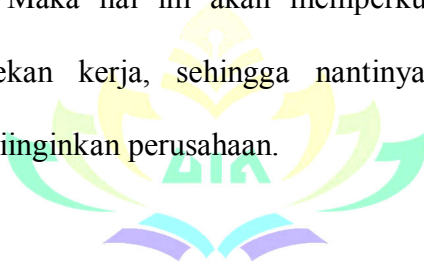 Maka hal ini akan memperku
ekan kerja, sehingga nantinya
iinginkan perusahaan.